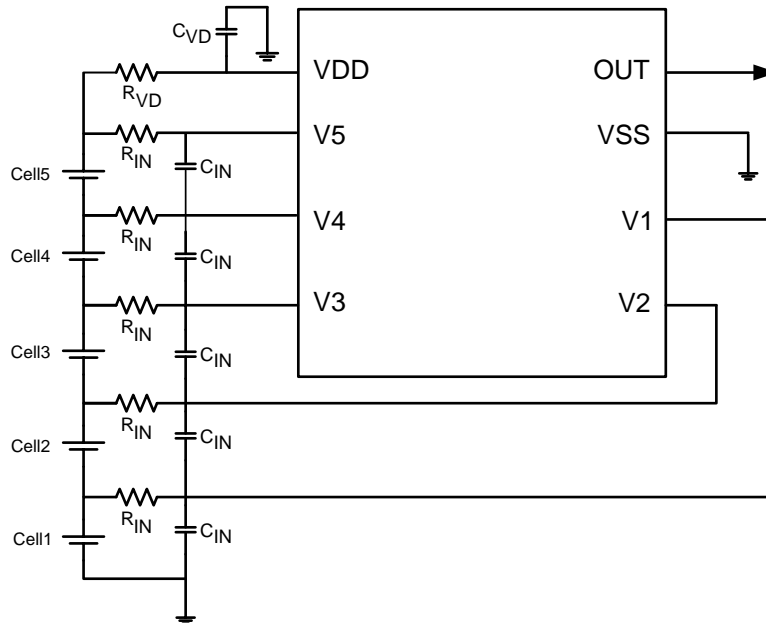 CVD
VDD
OUT
RVD
V5
VSS
RIN
CIN
Cell5
V4
V1
RIN
Cell4
CIN
V3
V2
RIN
Cell3
CIN
RIN
Cell2
CIN
RIN
Cell1
CIN